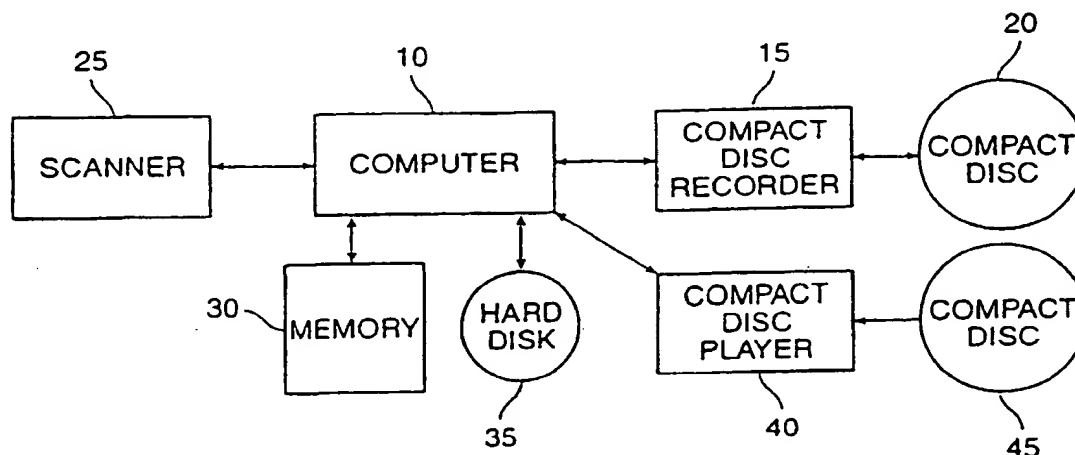 20
25
10
15
SCANNER
COMPUTER
COMPACT
DISC
RECORDER
COMPACT
DISC
30
MEMORY
HARD
DISK
COMPACT
DISC
PLAYER
COMPACT
DISC
35
40
45